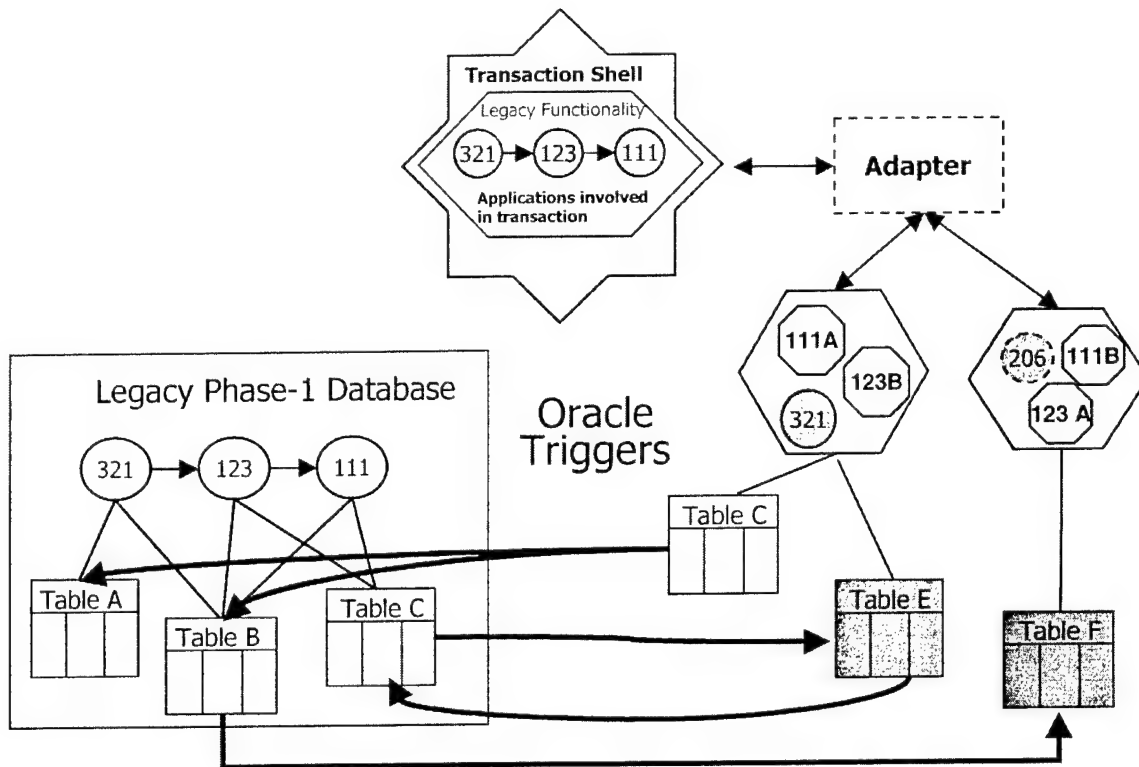 Transaction Shell
Legacy Functionality
321
123
111
Applications involved
in transaction
Adapter
111A
123B
321
206
111B
123 A
Legacy Phase-1 Database
321
123
111
Oracle
Triggers
Table C
Table A
Table B
Table C
Table E
Table F